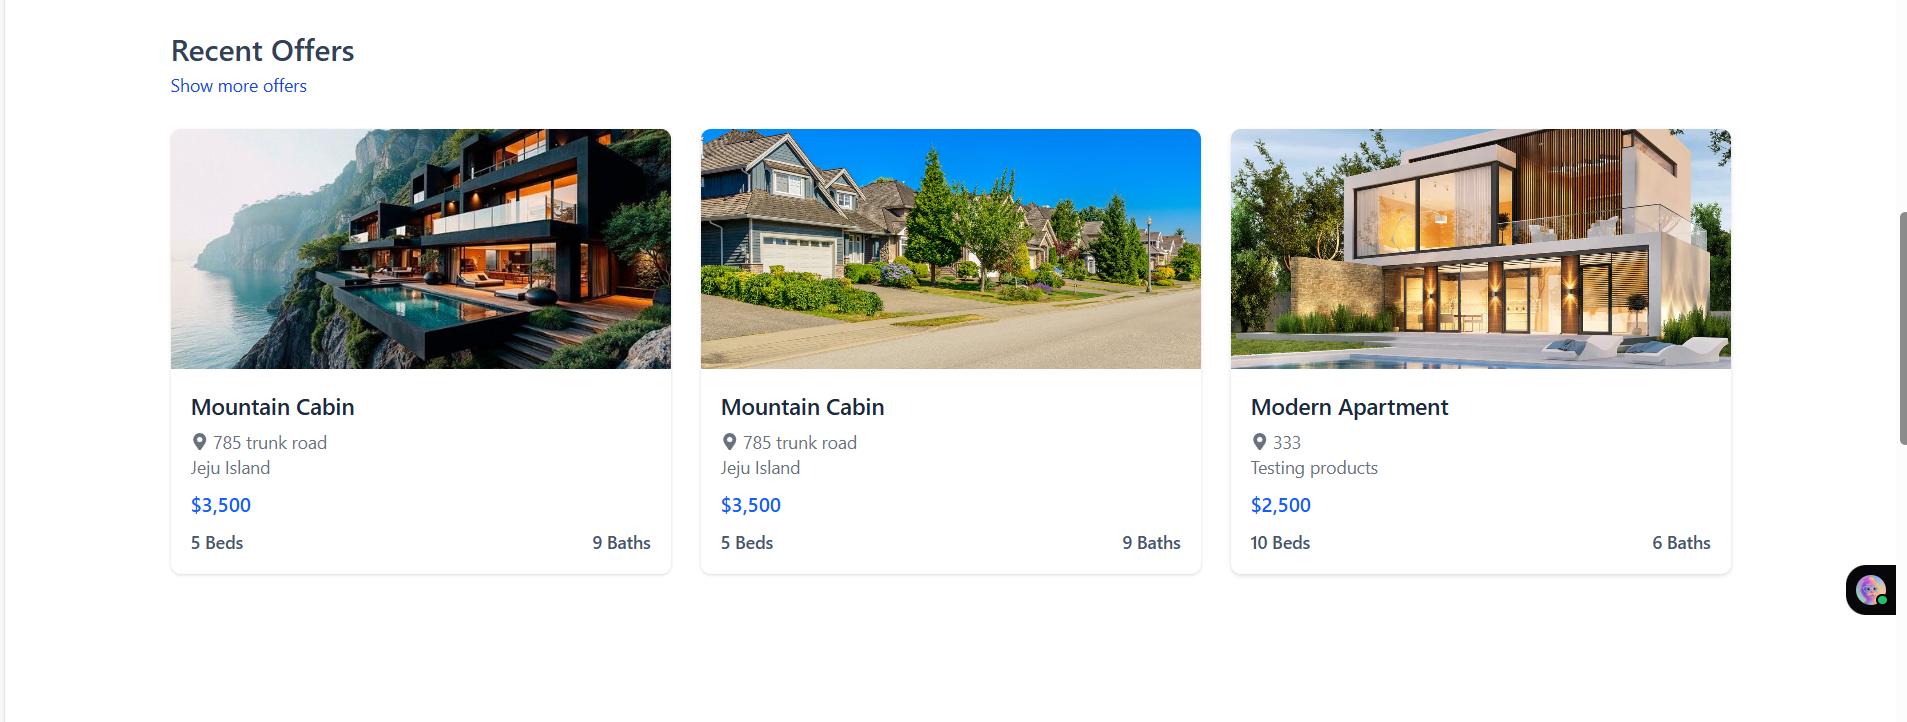 Recent Offers
Show more offers
Mountain Cabin
785 trunk road
Jeju Island
$3,500
5 Beds
9 Baths
Mountain Cabin
785 trunk road
Jeju Island
$3,500
5 Beds
9 Baths
Modern Apartment
333
Testing products
$2,500
10 Beds
6 Baths